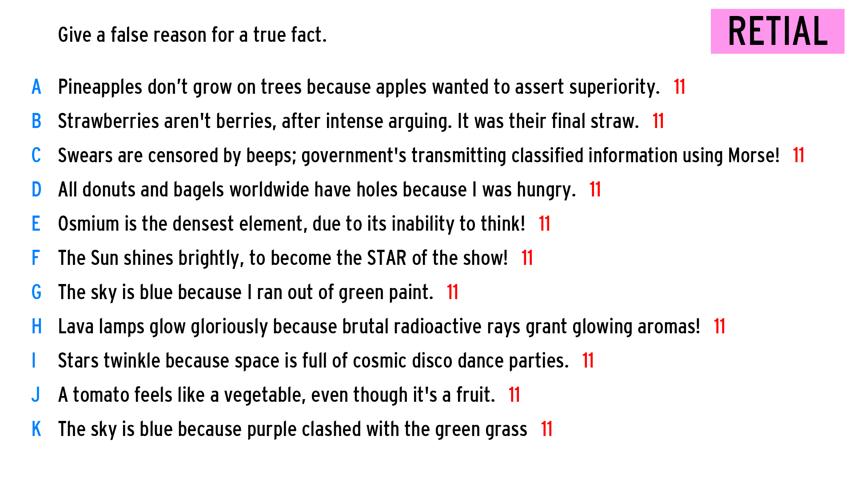 Give a false reason for a true fact.
RETIAL
A Pineapples don't grow on trees because apples wanted to assert superiority. 11
B Strawberries aren't berries, after intense arguing. It was their final straw. 11
C Swears are censored by beeps; government's transmitting classified information using Morse! 11
D All donuts and bagels worldwide have holes because I was hungry. 11
E Osmium is the densest element, due to its inability to think! 11
F The Sun shines brightly, to become the STAR of the show! 11
G The sky is blue because I ran out of green paint. 11
H Lava lamps glow gloriously because brutal radioactive rays grant glowing aromas! 11
I Stars twinkle because space is full of cosmic disco dance parties. 11
J A tomato feels like a vegetable, even though it's a fruit. 11
K The sky is blue because purple clashed with the green grass 11